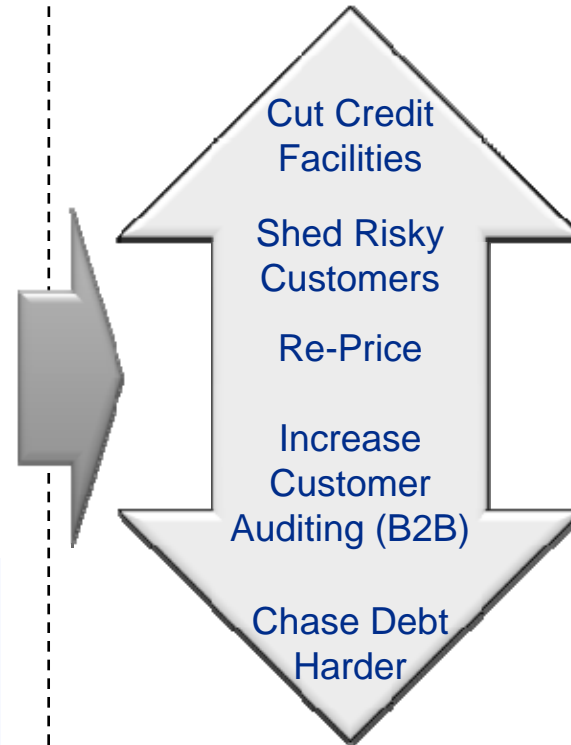 Cut Credit
Facilities
Shed Risky
Customers
Re-Price
Increase
Customer
Auditing (B2B)
Chase Debt
Harder